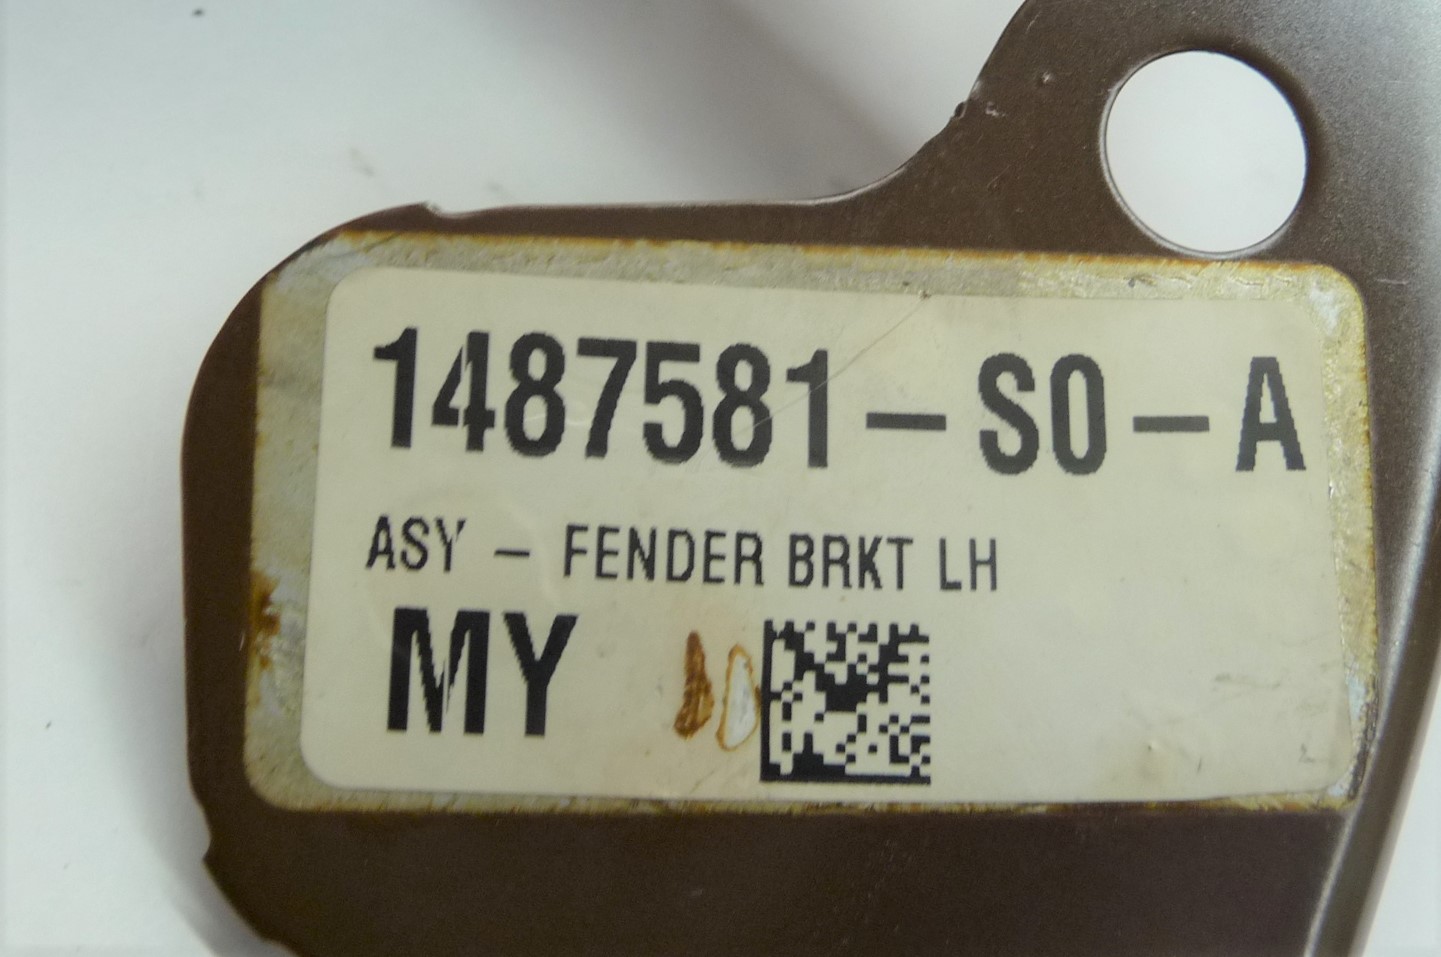 1487581-S0-A
ASY - FENDER BRKT LH
MY